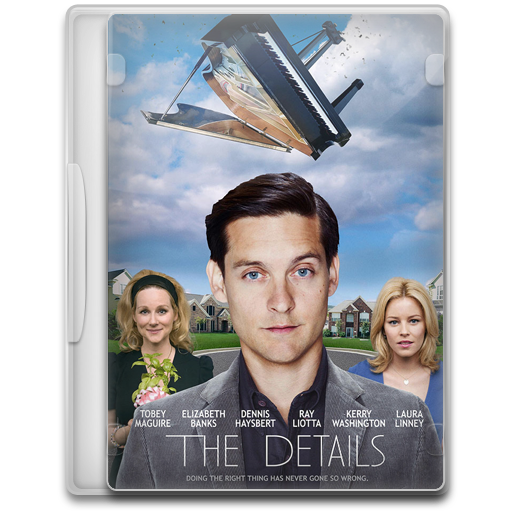 TOBEY MAGUIRE ELIZABETH BANKS DENNIS HAYSBERT RAY LIOTTA KERRY WASHINGTON LAURA LINNEY
THE DETAILS
DOING THE RIGHT THING HAS NEVER GONE SO WRONG.